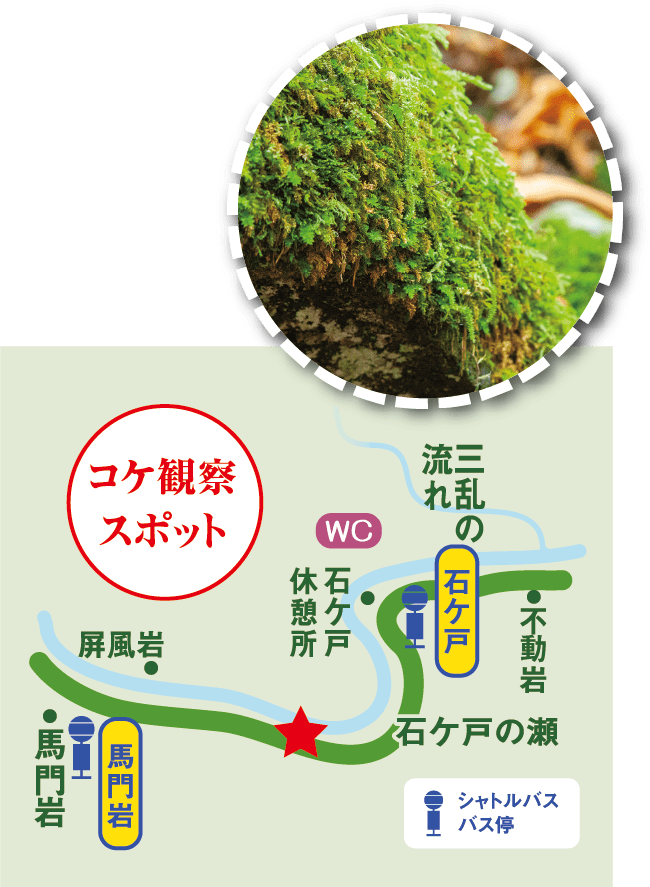 コケ観察
スポット
三乱の
流れ
WC
石ケ戸
休憩所
石ケ戸
不動岩
屏風岩
石ケ戸の瀬
馬門岩
馬門岩
シャトルバス
バス停